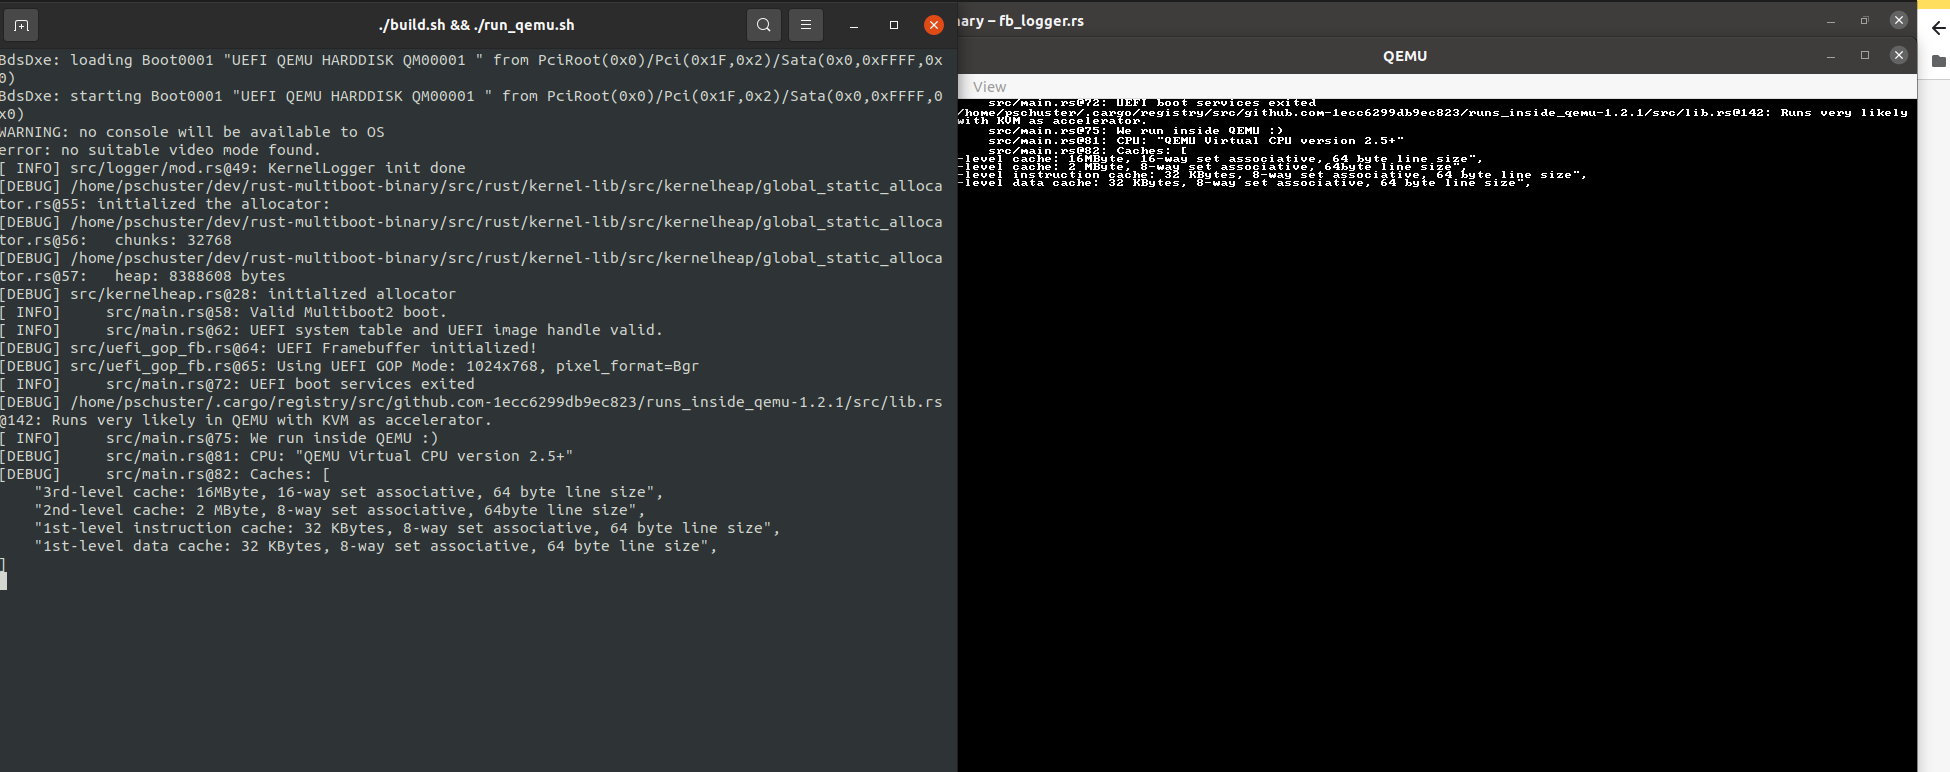 ./build.sh && ./run_qemu.sh
BdsDxe: loading Boot0001 "UEFI QEMU HARDDISK QM00001 " from PciRoot(0x0)/Pci(0x1F,0x2)/Sata(0x0,0xFFFF,0x
0)
BdsDxe: starting Boot0001 "UEFI QEMU HARDDISK QM00001 " from PciRoot(0x0)/Pci(0x1F,0x2)/Sata(0x0,0xFFFF,0
x0)
WARNING: no console will be available to OS
error: no suitable video mode found.
[ INFO] src/logger/mod.rs@49: KernelLogger init done
[DEBUG] /home/pschuster/dev/rust-multiboot-binary/src/rust/kernel-lib/src/kernelheap/global_static_alloca
tor.rs@55: initialized the allocator:
[DEBUG] /home/pschuster/dev/rust-multiboot-binary/src/rust/kernel-lib/src/kernelheap/global_static_alloca
tor.rs@56:   chunks: 32768
[DEBUG] /home/pschuster/dev/rust-multiboot-binary/src/rust/kernel-lib/src/kernelheap/global_static_alloca
tor.rs@57:   heap: 8388608 bytes
[DEBUG] src/kernelheap.rs@28: initialized allocator
[ INFO]     src/main.rs@58: Valid Multiboot2 boot.
[ INFO]     src/main.rs@62: UEFI system table and UEFI image handle valid.
[DEBUG] src/uefi_gop_fb.rs@64: UEFI Framebuffer initialized!
[DEBUG] src/uefi_gop_fb.rs@65: Using UEFI GOP Mode: 1024x768, pixel_format=Bgr
[ INFO]     src/main.rs@72: UEFI boot services exited
[DEBUG] /home/pschuster/.cargo/registry/src/github.com-1ecc6299db9ec823/runs_inside_qemu-1.2.1/src/lib.rs
@142: Runs very likely in QEMU with KVM as accelerator.
[ INFO]     src/main.rs@75: We run inside QEMU :)
[DEBUG]     src/main.rs@81: CPU: "QEMU Virtual CPU version 2.5+"
[DEBUG]     src/main.rs@82: Caches: [
    "3rd-level cache: 16MByte, 16-way set associative, 64 byte line size",
    "2nd-level cache: 2 MByte, 8-way set associative, 64byte line size",
    "1st-level instruction cache: 32 KBytes, 8-way set associative, 64 byte line size",
    "1st-level data cache: 32 KBytes, 8-way set associative, 64 byte line size",
]
nary – fb_logger.rs
QEMU
View
src/main.rs@72: UEFI boot services exited
/home/pschuster/.cargo/registry/src/github.com-1ecc6299db9ec823/runs_inside_qemu-1.2.1/src/lib.rs@142: Runs very likely
with KVM as accelerator.
src/main.rs@75: We run inside QEMU :)
src/main.rs@81: CPU: "QEMU Virtual CPU version 2.5+"
src/main.rs@82: Caches: [
-level cache: 16MByte, 16-way set associative, 64 byte line size",
-level cache: 2 MByte, 8-way set associative, 64byte line size",
-level instruction cache: 32 KBytes, 8-way set associative, 64 byte line size",
-level data cache: 32 KBytes, 8-way set associative, 64 byte line size",